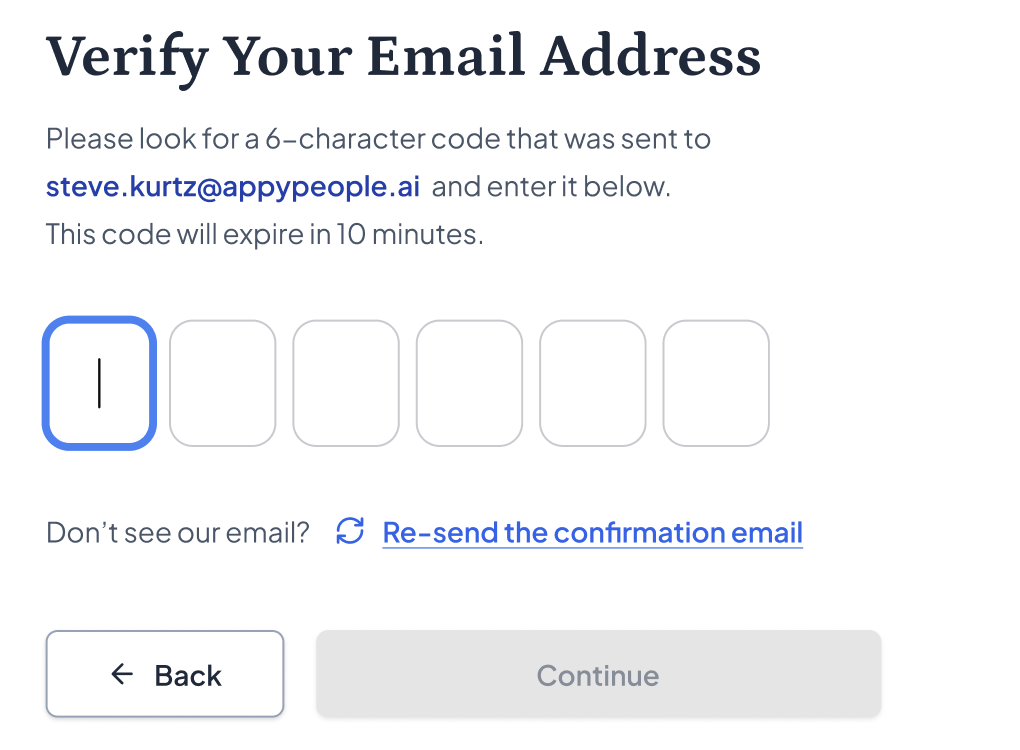 Verify Your Email Address
Please look for a 6-character code that was sent to
steve.kurtz@appypeople.ai and enter it below.
This code will expire in 10 minutes.
Don’t see our email? Re-send the confirmation email
Back Continue